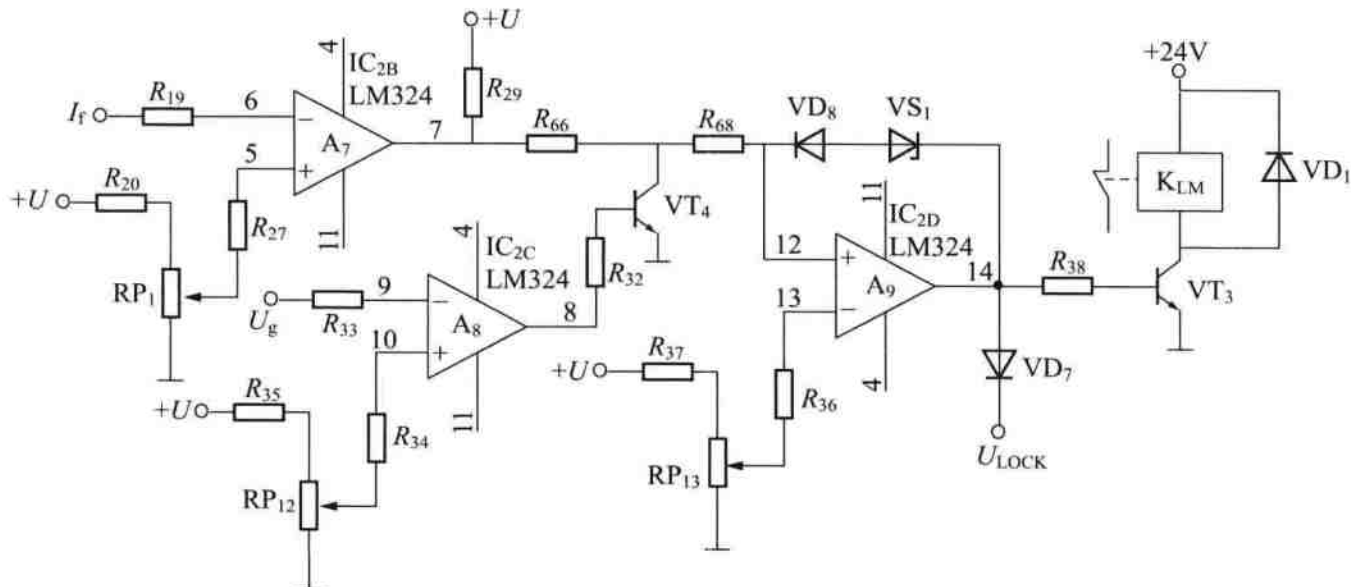 +U
+24V
4
IC2B
LM324
R29
R19
If
6
7
R66
R68
VD8
VS1
A7
5
KLM
VD1
+U
R20
R27
11
VT4
4
IC2C
LM324
11
IC2D
LM324
R32
12
14
R38
VT3
RP1
9
A9
Ug
R33
A8
8
13
10
R37
VD7
+U
R36
4
R35
+U
11
R34
ULOCK
RP13
RP12